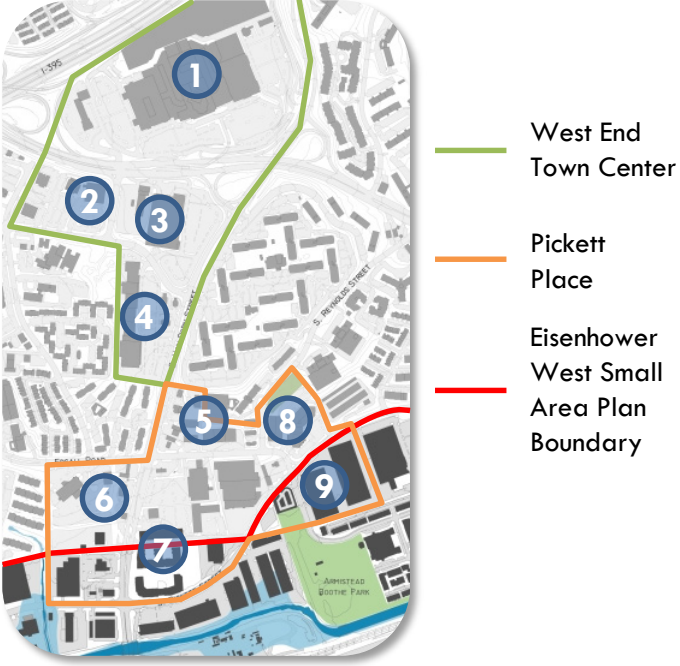 I-395
1
2
3
4
S. REYNOLDS STREET
5
8
9
6
7
ARMISTEAD
BOOTHE PARK
West End
Town Center
Pickett
Place
Eisenhower
West Small
Area Plan
Boundary